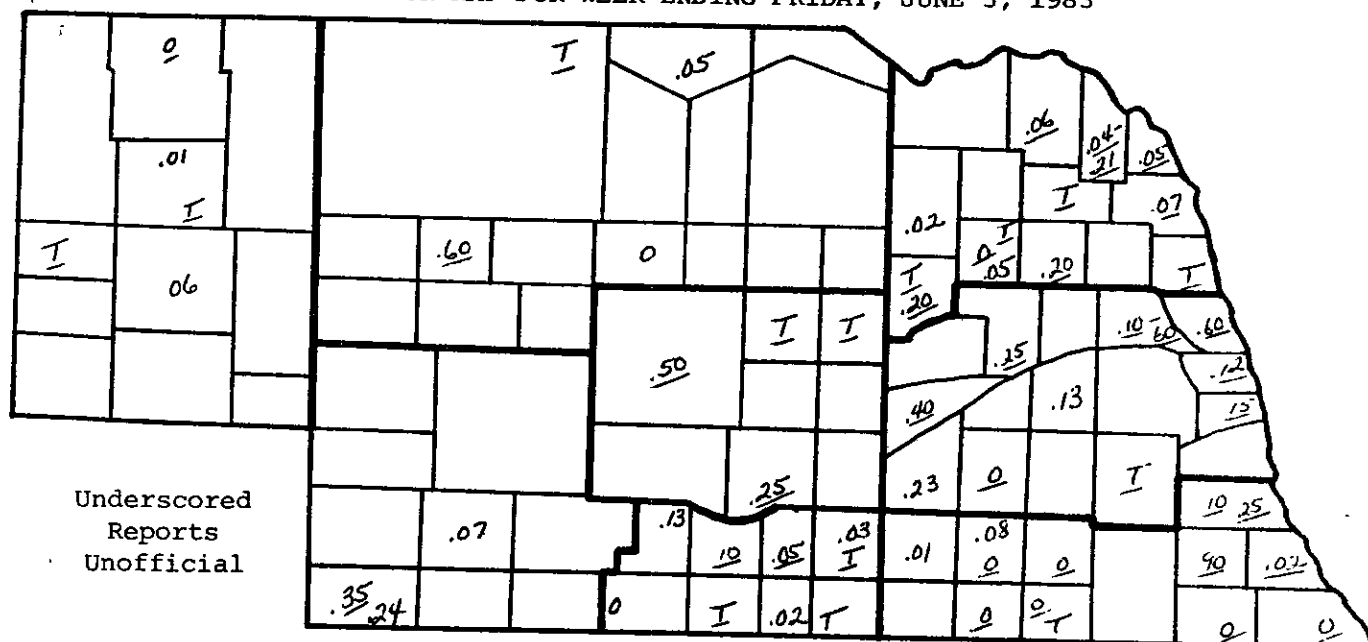 FOR WEEK ENDING FRIDAY, JUNE 3, 1983
0
T
.05
.06
.04
.21
.05
.01
T
T
.07
.02
T
.60
0
0 T
.05
.20
T
T
.20
06
T
T
.10
60
.60
.50
.25
.12
.40
.13
15
.25
.23
0
T
10 25
Underscored
Reports
Unofficial
.07
.13
10
.05
.03
T
.01
.08
0
0
90
.02
.35
.24
0
T
.02
T
0
0
T
0
0